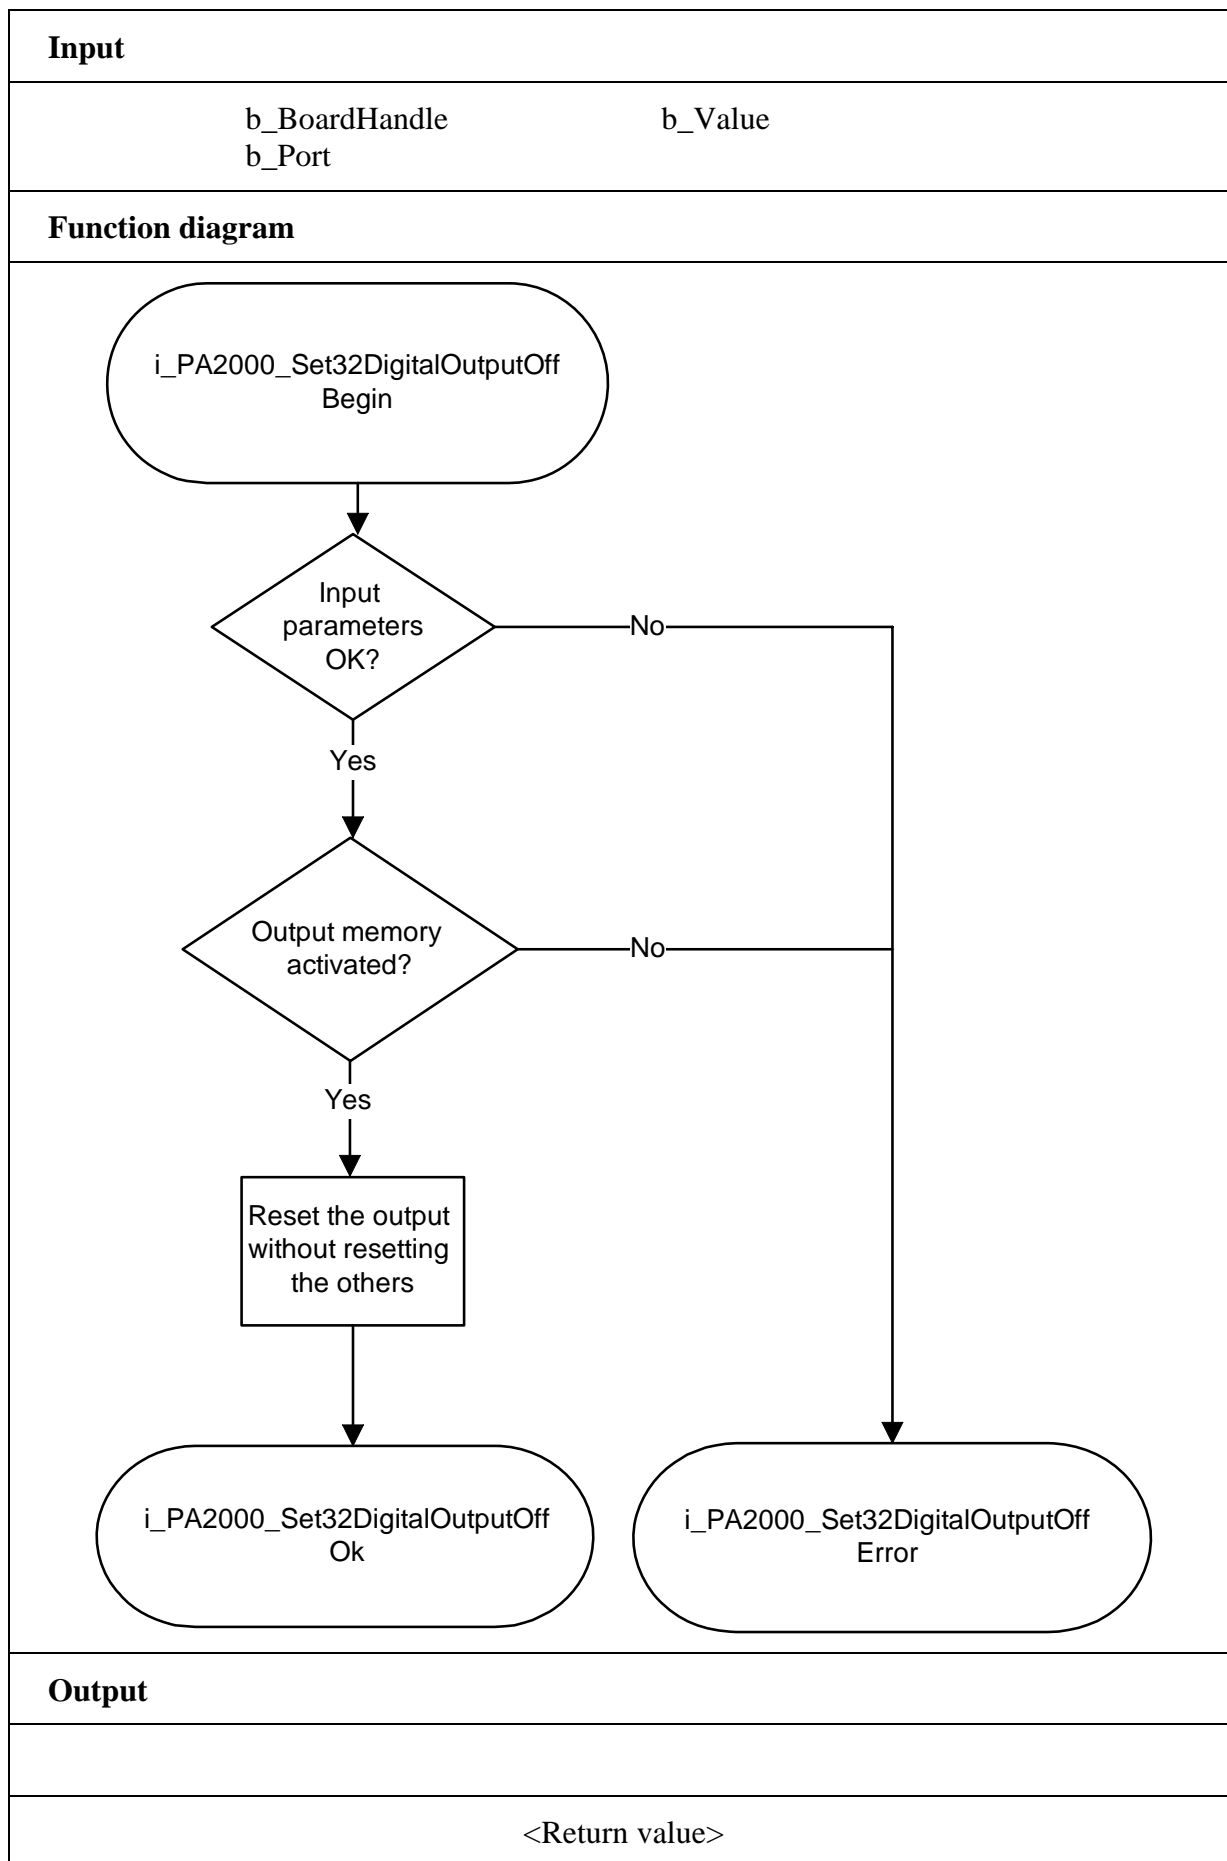 Input
b_BoardHandle b_Value
b_Port
Function diagram
i_PA2000_Set32DigitalOutputOff
Begin
Input
parameters
OK?
No
Yes
Output memory
activated?
No
Yes
Reset the output
without resetting
the others
i_PA2000_Set32DigitalOutputOff
Ok
i_PA2000_Set32DigitalOutputOff
Error
Output
<Return value>